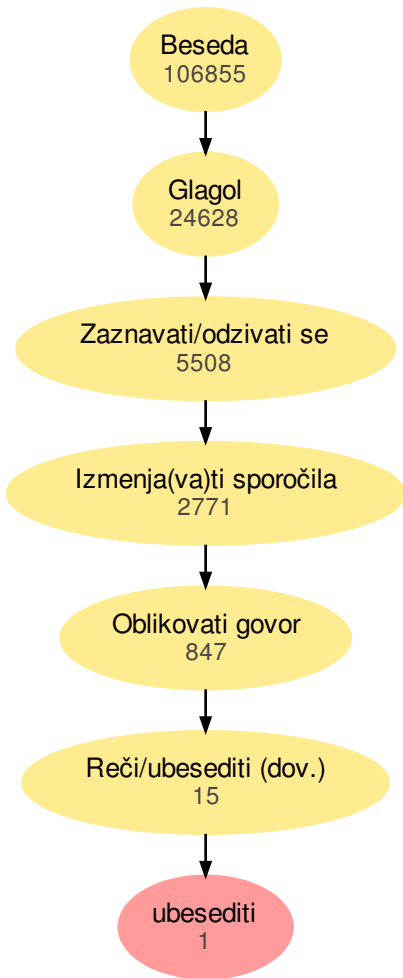 Beseda
106855
Glagol
24628
Zaznavati/odzivati se
5508
Izmenja(va)ti sporočila
2771
Oblikovati govor
847
Reči/ubesediti (dov.)
15
ubesediti
1